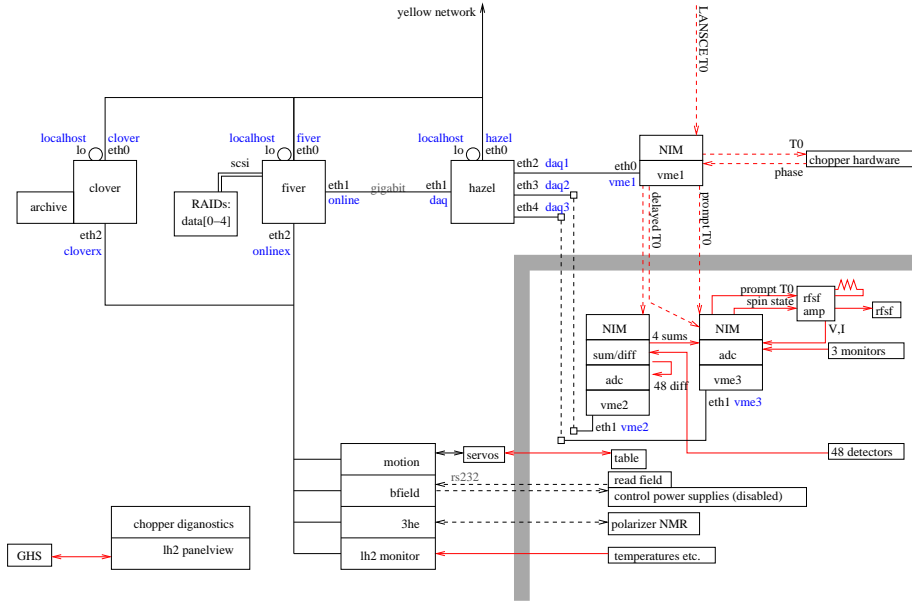 yellow network
LANSCE T0
localhost clover
lo eth0
localhost fiver
lo eth0
localhost hazel
lo eth0
clover
archive
eth2
cloverx
scsi
RAIDs:
data[0–4]
fiver
eth1
online
gigabit
eth2
onlinex
eth1
daq
hazel
eth2 daq1
eth3 daq2
eth4 daq3
eth0
vme1
NIM
vme1
T0
phase
chopper hardware
delayed T0
prompt T0
prompt T0
spin state
rfsf
amp
rfsf
V,I
3 monitors
NIM
sum/diff
adc
vme2
4 sums
48 diff
eth1 vme2
NIM
adc
vme3
eth1 vme3
48 detectors
motion
bfield
3he
lh2 monitor
servos
table
rs232
read field
control power supplies (disabled)
polarizer NMR
temperatures etc.
GHS
chopper diganostics
lh2 panelview